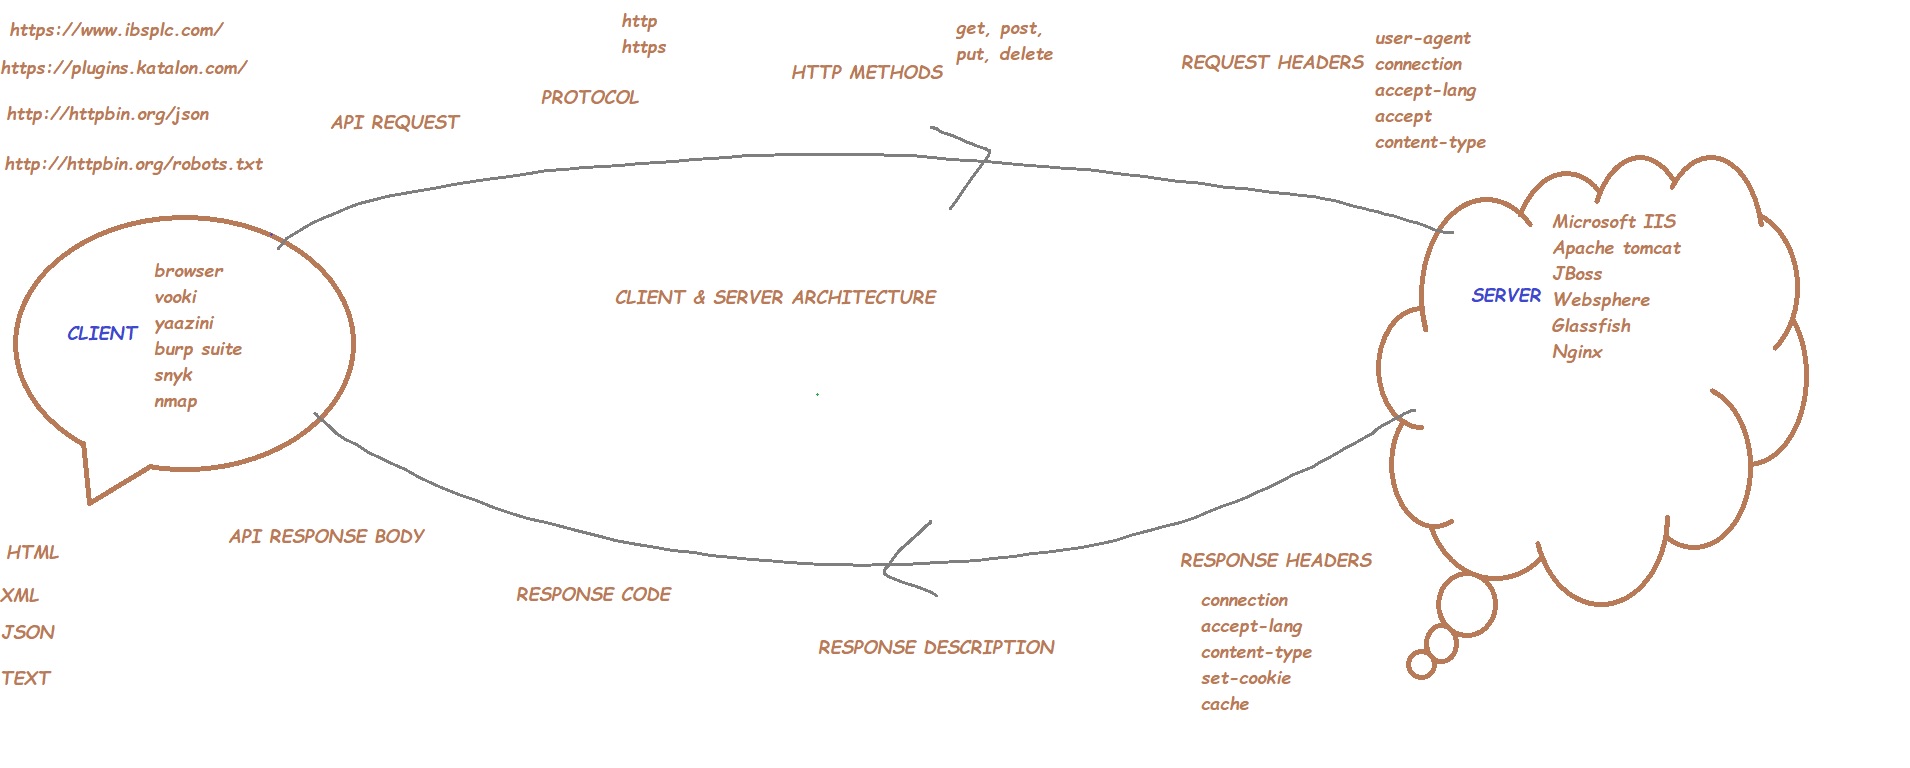 https://www.ibsplc.com/
https://plugins.katalon.com/
http://httpbin.org/json
http://httpbin.org/robots.txt
API REQUEST
http
https
PROTOCOL
HTTP METHODS
get, post,
put, delete
REQUEST HEADERS
user-agent
connection
accept-lang
accept
content-type
CLIENT
browser
vooki
yaazini
burp suite
snyk
nmap
CLIENT & SERVER ARCHITECTURE
SERVER
Microsoft IIS
Apache tomcat
JBoss
Websphere
Glassfish
Nginx
HTML
XML
JSON
TEXT
API RESPONSE BODY
RESPONSE CODE
RESPONSE DESCRIPTION
RESPONSE HEADERS
connection
accept-lang
content-type
set-cookie
cache